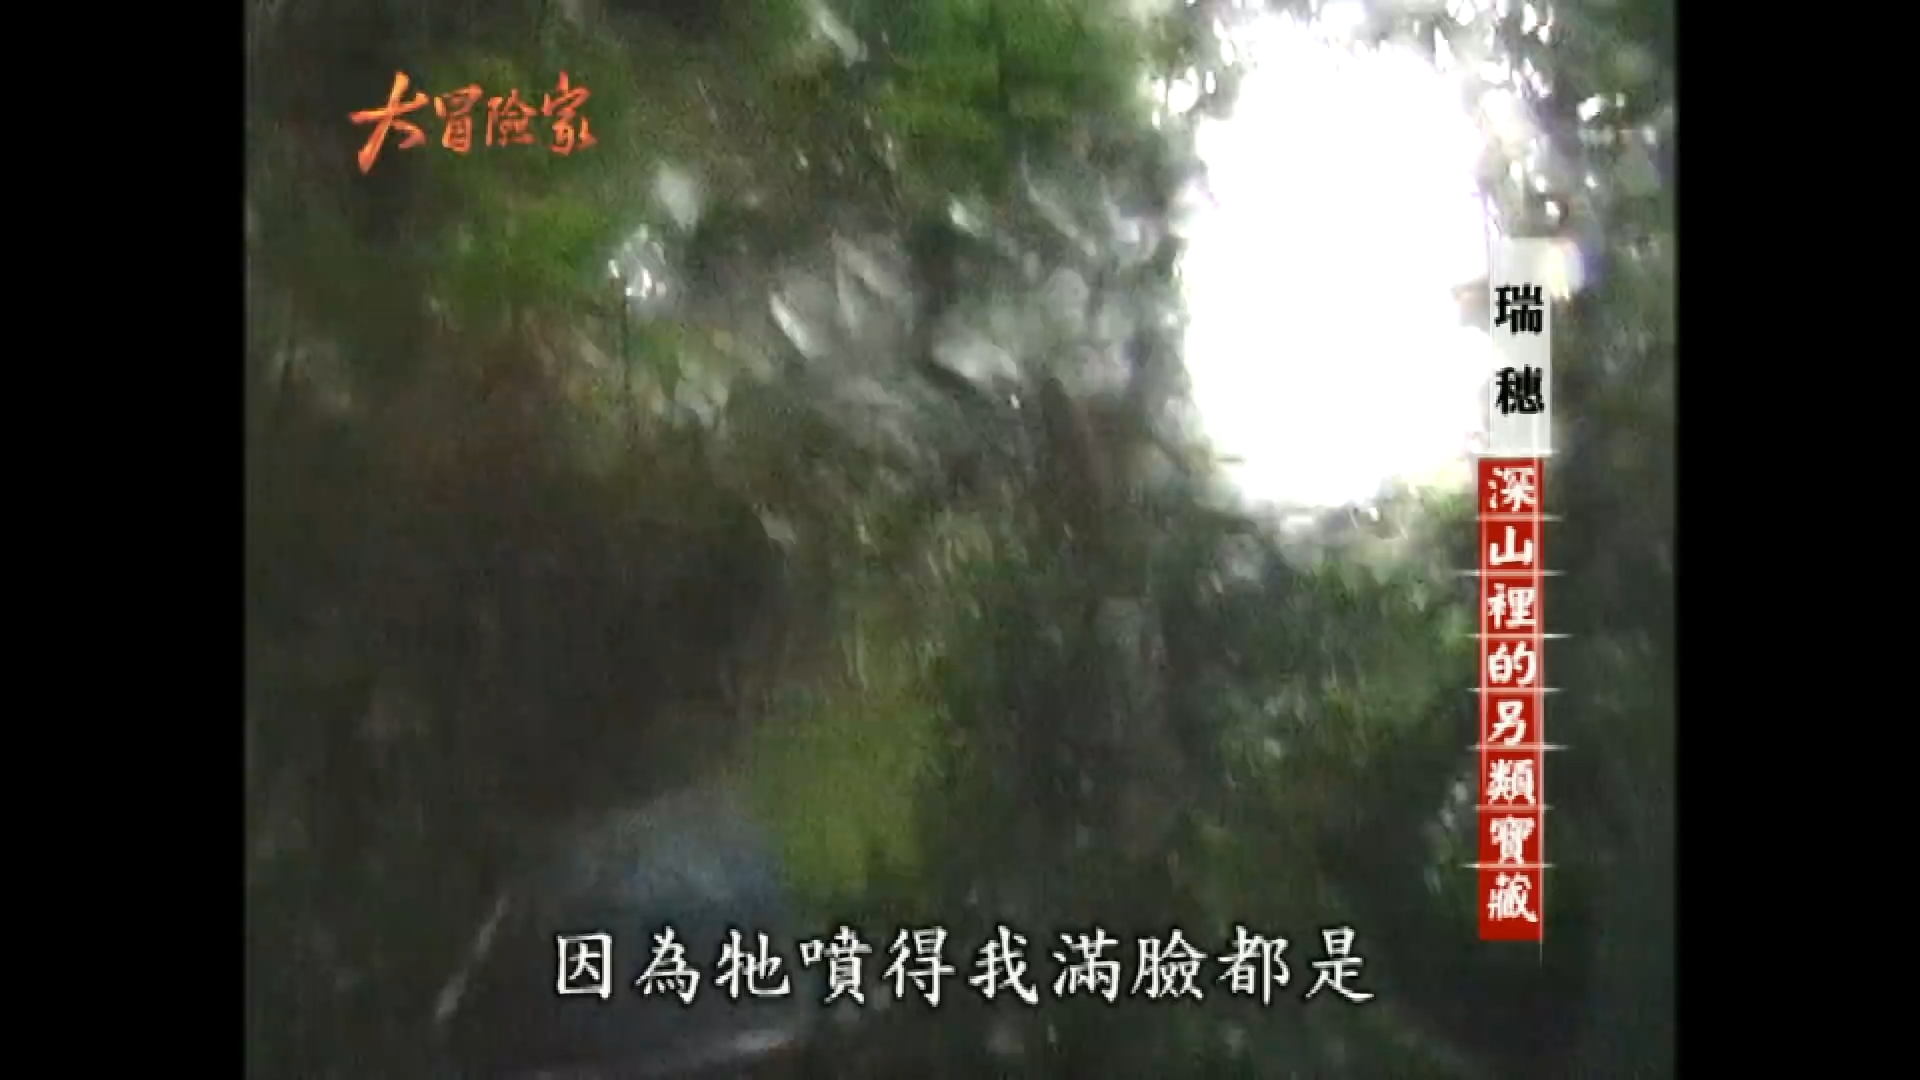 大冒險家
瑞穗
深山裡的另類寶藏
因為牠噴得我滿臉都是